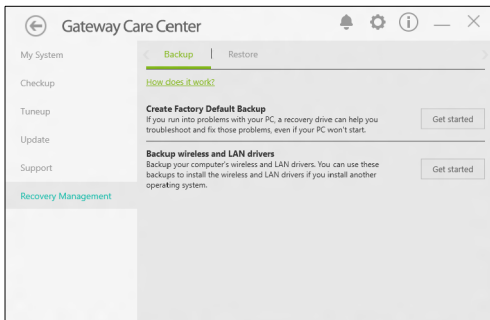 Gateway Care Center
My System
Checkup
Tuneup
Update
Support
Recovery Management
Backup
Restore
How does it work?
Create Factory Default Backup
If you run into problems with your PC, a recovery drive can help you
troubleshoot and fix those problems, even if your PC won't start.
Get started
Backup wireless and LAN drivers
Backup your computer's wireless and LAN drivers. You can use these
backups to install the wireless and LAN drivers if you install another
operating system.
Get started